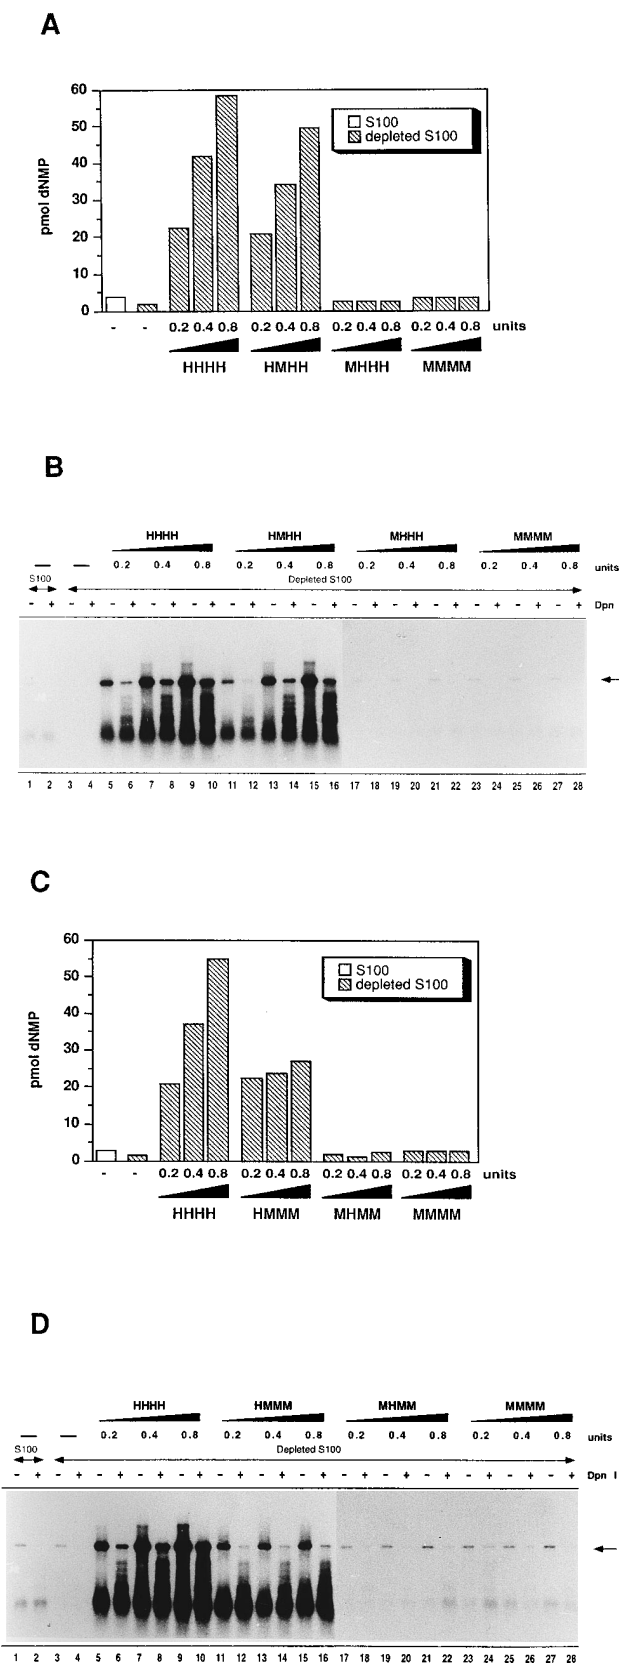 A
60
50
40
30
20
10
0
pmol dNMP
S100
depleted S100
- - 0.2 0.4 0.8 0.2 0.4 0.8 0.2 0.4 0.8 0.2 0.4 0.8 units
HHHH HMHH MHHH MMMM
B
HHHH HMHH MHHH MMMM
— — 0.2 0.4 0.8 0.2 0.4 0.8 0.2 0.4 0.8 0.2 0.4 0.8 units
S100 Depleted S100
- + - + - + - + - + - + - + - + - + - + - + - + - + - + Dpn
1 2 3 4 5 6 7 8 9 10 11 12 13 14 15 16 17 18 19 20 21 22 23 24 25 26 27 28
C
60
50
40
30
20
10
0
pmol dNMP
S100
depleted S100
- - 0.2 0.4 0.8 0.2 0.4 0.8 0.2 0.4 0.8 0.2 0.4 0.8 units
HHHH HMMM MHMM MMMM
D
HHHH HMMM MHMM MMMM
— — 0.2 0.4 0.8 0.2 0.4 0.8 0.2 0.4 0.8 0.2 0.4 0.8 units
S100 Depleted S100
- + - + - + - + - + - + - + - + - + - + - + - + - + - + Dpn I
1 2 3 4 5 6 7 8 9 10 11 12 13 14 15 16 17 18 19 20 21 22 23 24 25 26 27 28